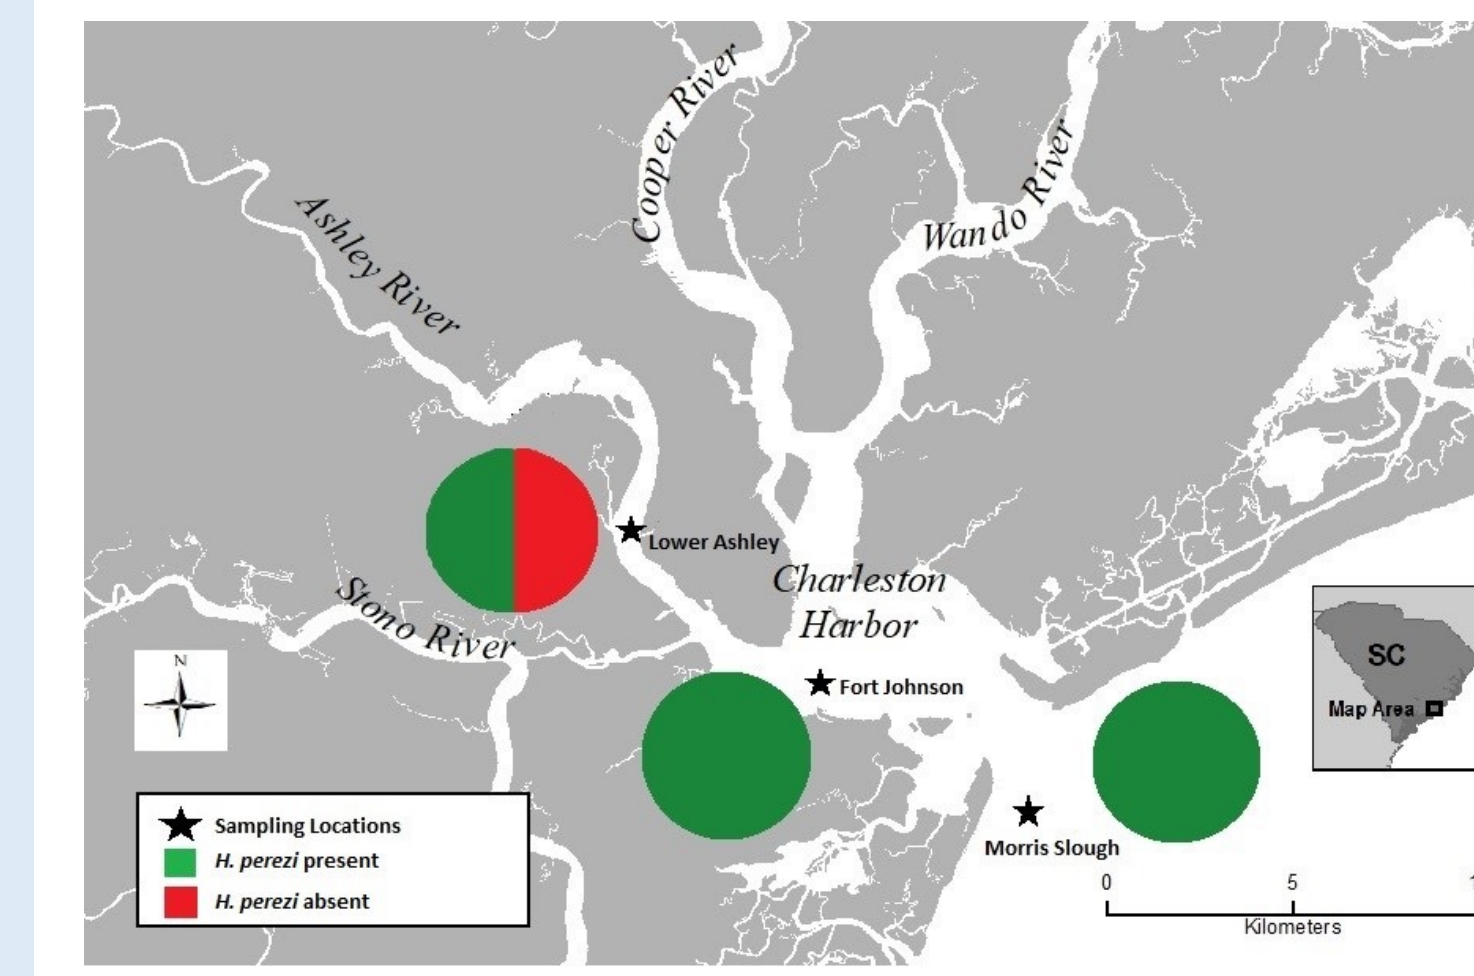 Cooper River
Wando River
Ashley River
Lower Ashley
Charleston
Harbor
Stono River
SC
Map Area
N
Fort Johnson
Morris Slough
Sampling Locations
H. perezi present
H. perezi absent
0 5
Kilometers